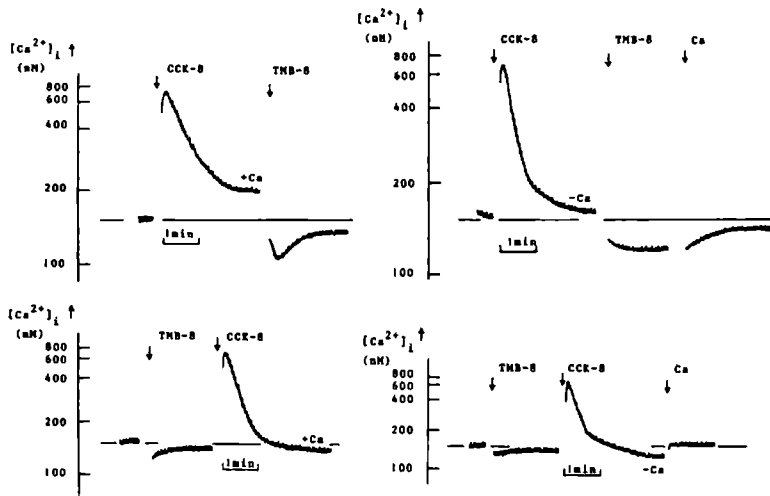 [Ca2+]i ↑
(nM)
CCK-8
TMB-8
800
600
400
200
100
+Ca
1min
[Ca2+]i ↑
(nM)
CCK-8
TMB-8
Ca
800
600
400
200
100
-Ca
1min
[Ca2+]i ↑
(nM)
TMB-8
CCK-8
800
600
400
200
100
+Ca
1min
[Ca2+]i ↑
(nM)
TMB-8
CCK-8
Ca
800
600
400
200
100
-Ca
1min